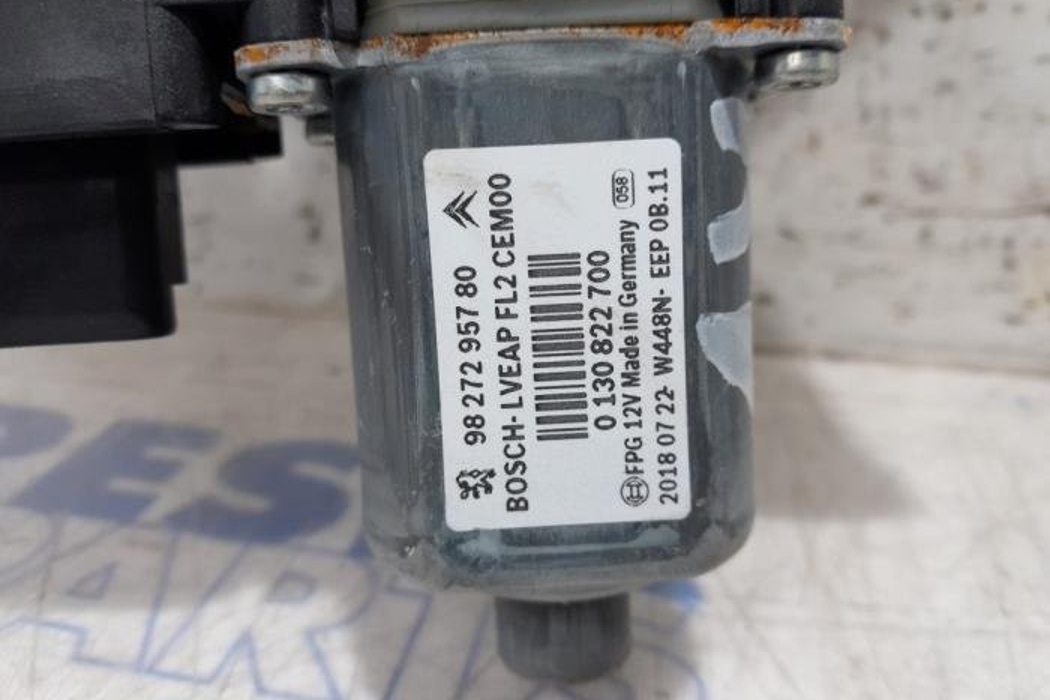 98 272 957 80
BOSCH-LVEAP FL2 CEM00
0 130 822 700
FPG 12V Made in Germany 058
2018 07 22- W448N- EEP 0B.11
PARTS